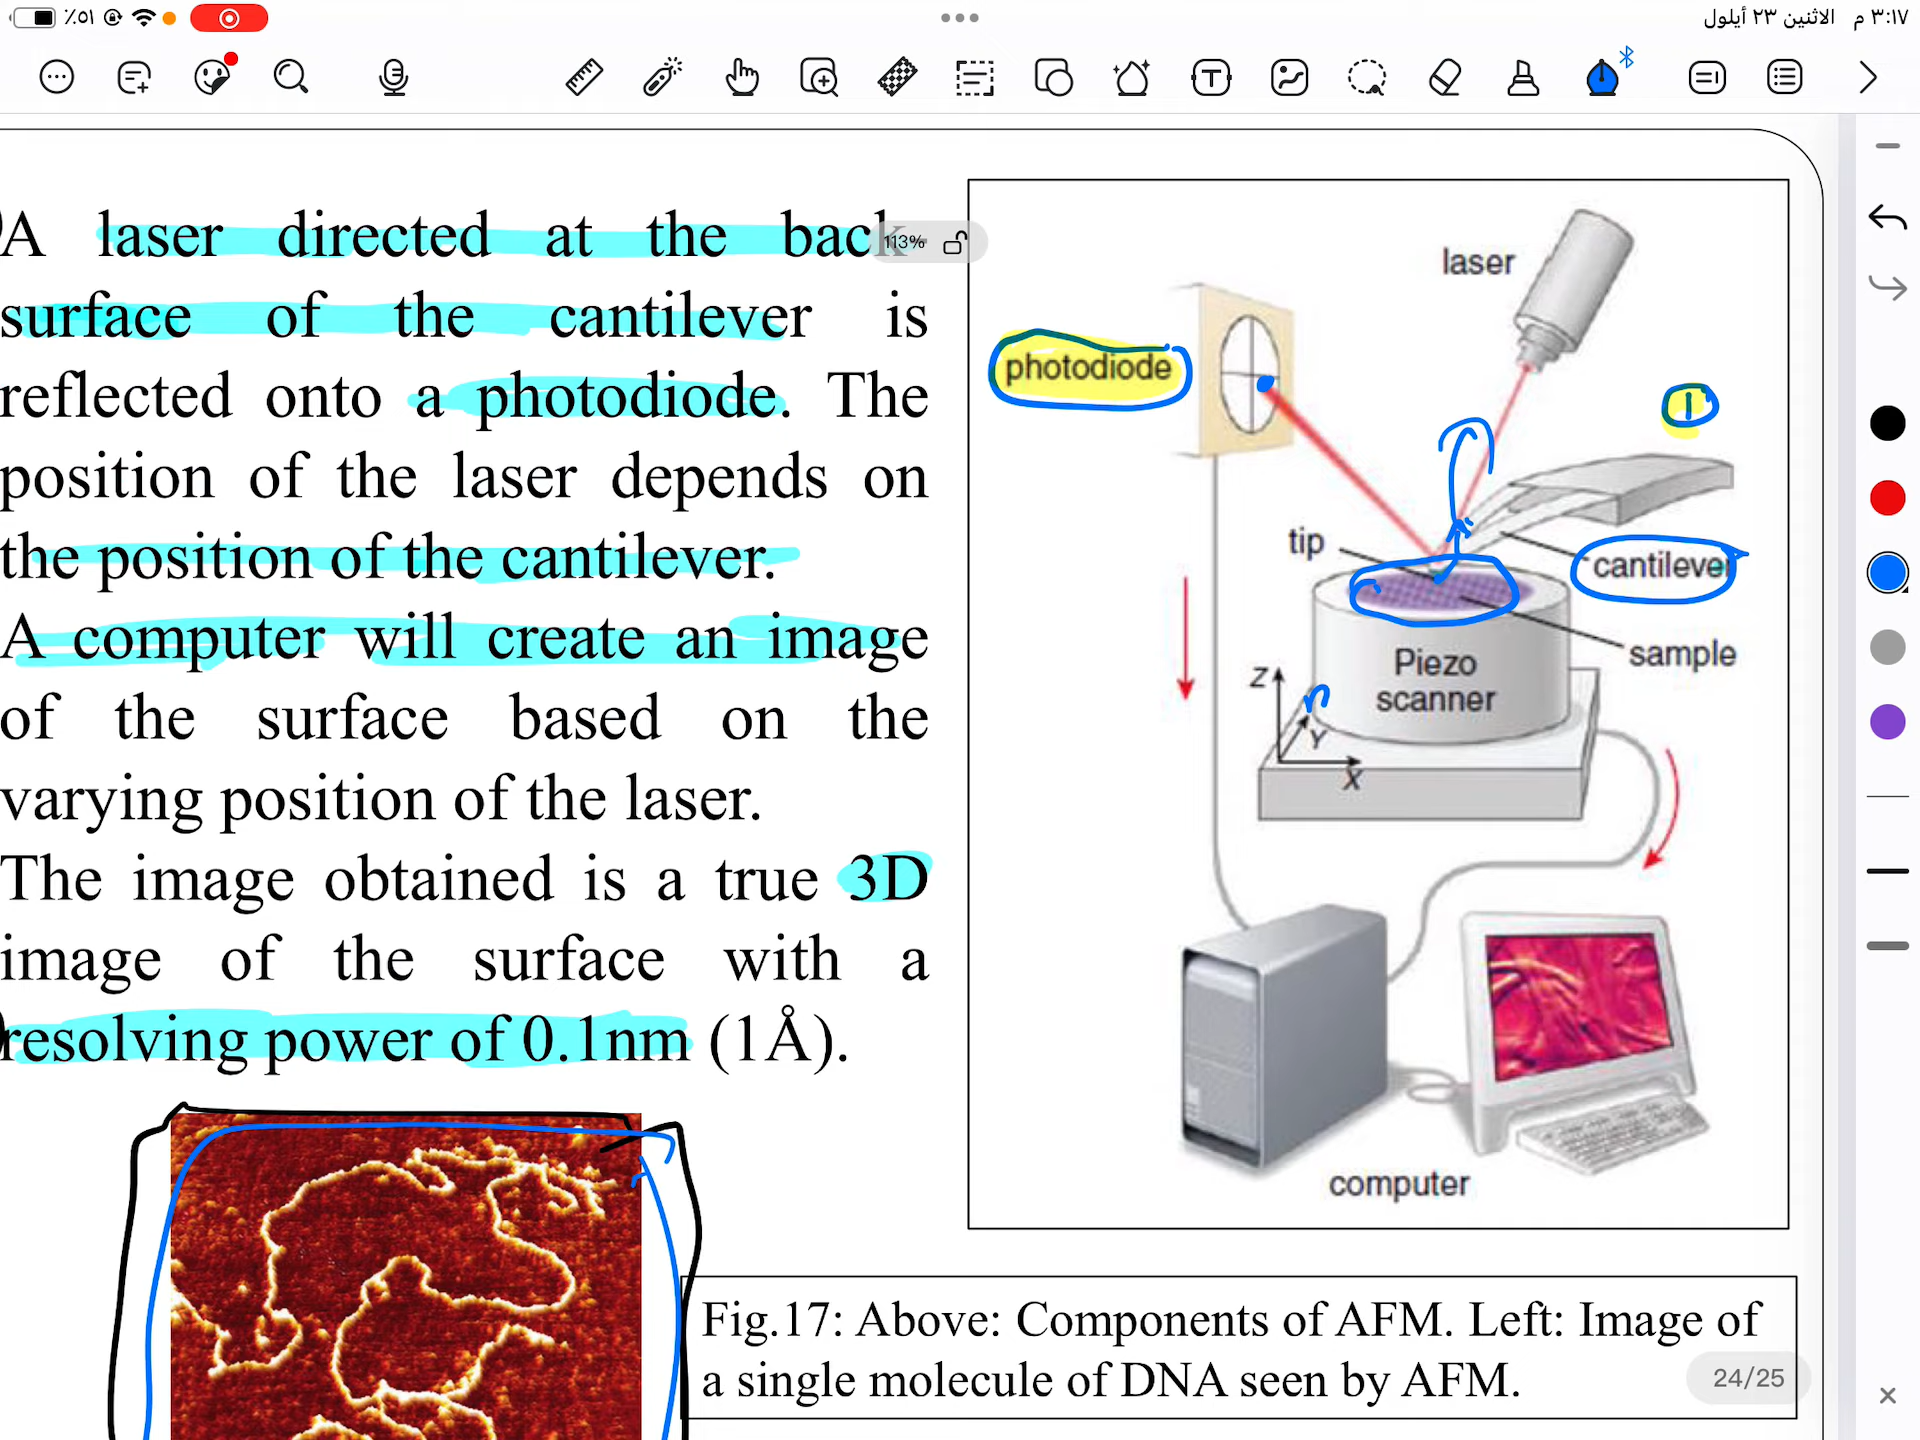 ٪٥١
الاثنين ٢٣ أيلول ٣:١٧ م
113%
A laser directed at the back
surface of the cantilever is
reflected onto a photodiode. The
position of the laser depends on
the position of the cantilever.
A computer will create an image
of the surface based on the
varying position of the laser.
The image obtained is a true 3D
image of the surface with a
resolving power of 0.1nm (1Å).
laser
photodiode
1
tip
cantilever
sample
Piezo
scanner
Z
Y
X
computer
Fig.17: Above: Components of AFM. Left: Image of
a single molecule of DNA seen by AFM.
24/25